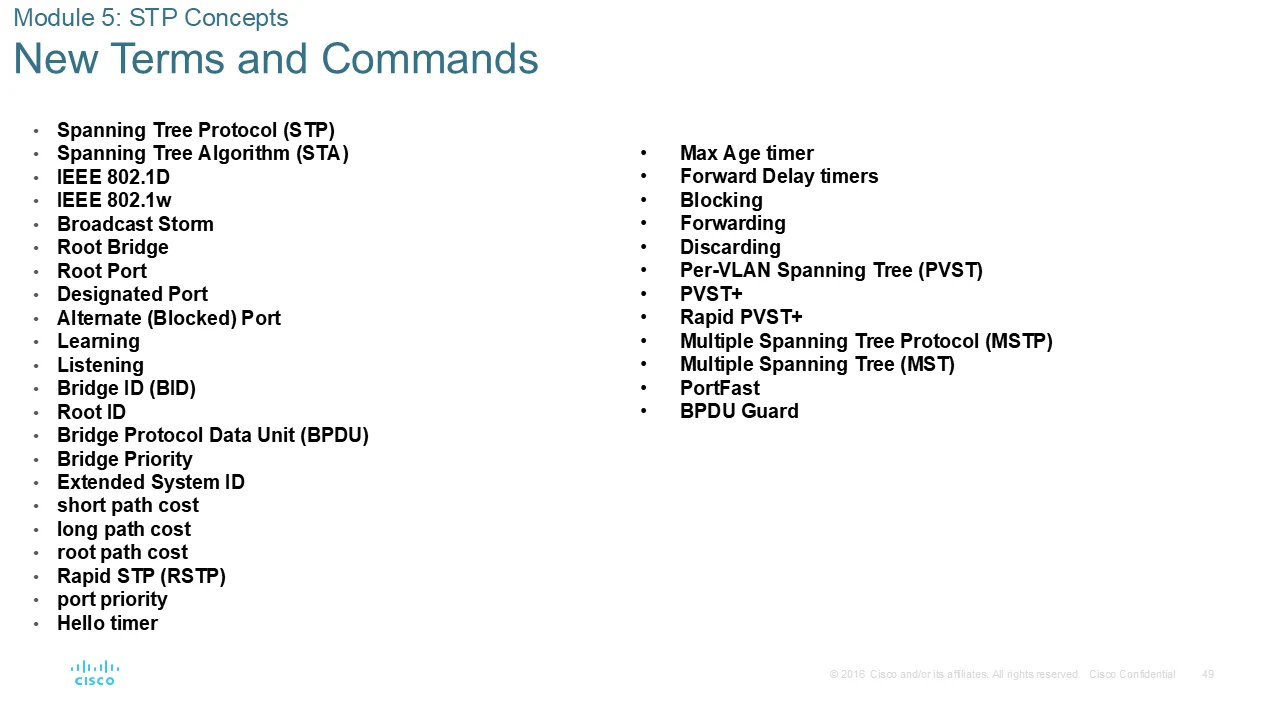 Module 5: STP Concepts
New Terms and Commands
• Spanning Tree Protocol (STP)
• Spanning Tree Algorithm (STA)
• IEEE 802.1D
• IEEE 802.1w
• Broadcast Storm
• Root Bridge
• Root Port
• Designated Port
• Alternate (Blocked) Port
• Learning
• Listening
• Bridge ID (BID)
• Root ID
• Bridge Protocol Data Unit (BPDU)
• Bridge Priority
• Extended System ID
• short path cost
• long path cost
• root path cost
• Rapid STP (RSTP)
• port priority
• Hello timer
• Max Age timer
• Forward Delay timers
• Blocking
• Forwarding
• Discarding
• Per-VLAN Spanning Tree (PVST)
• PVST+
• Rapid PVST+
• Multiple Spanning Tree Protocol (MSTP)
• Multiple Spanning Tree (MST)
• PortFast
• BPDU Guard
CISCO
© 2016 Cisco and/or its affiliates. All rights reserved. Cisco Confidential 49